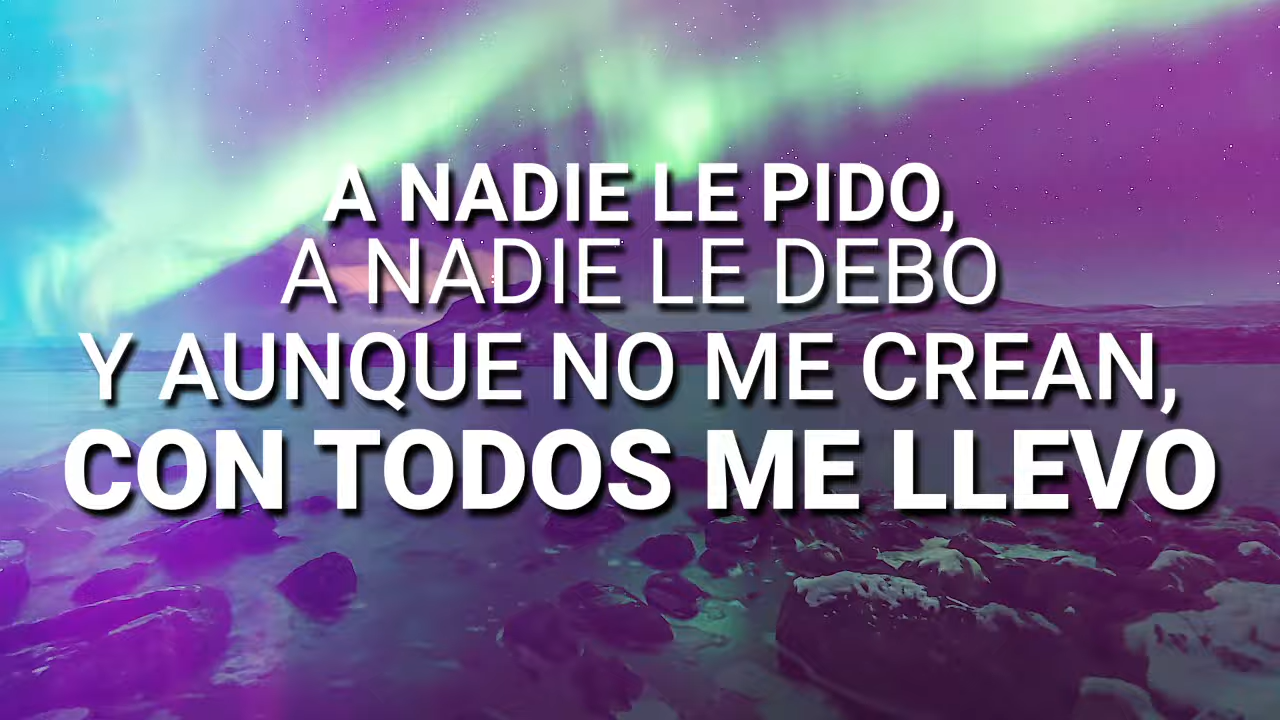 A NADIE LE PIDO,
A NADIE LE DEBO
Y AUNQUE NO ME CREAN,
CON TODOS ME LLEVO